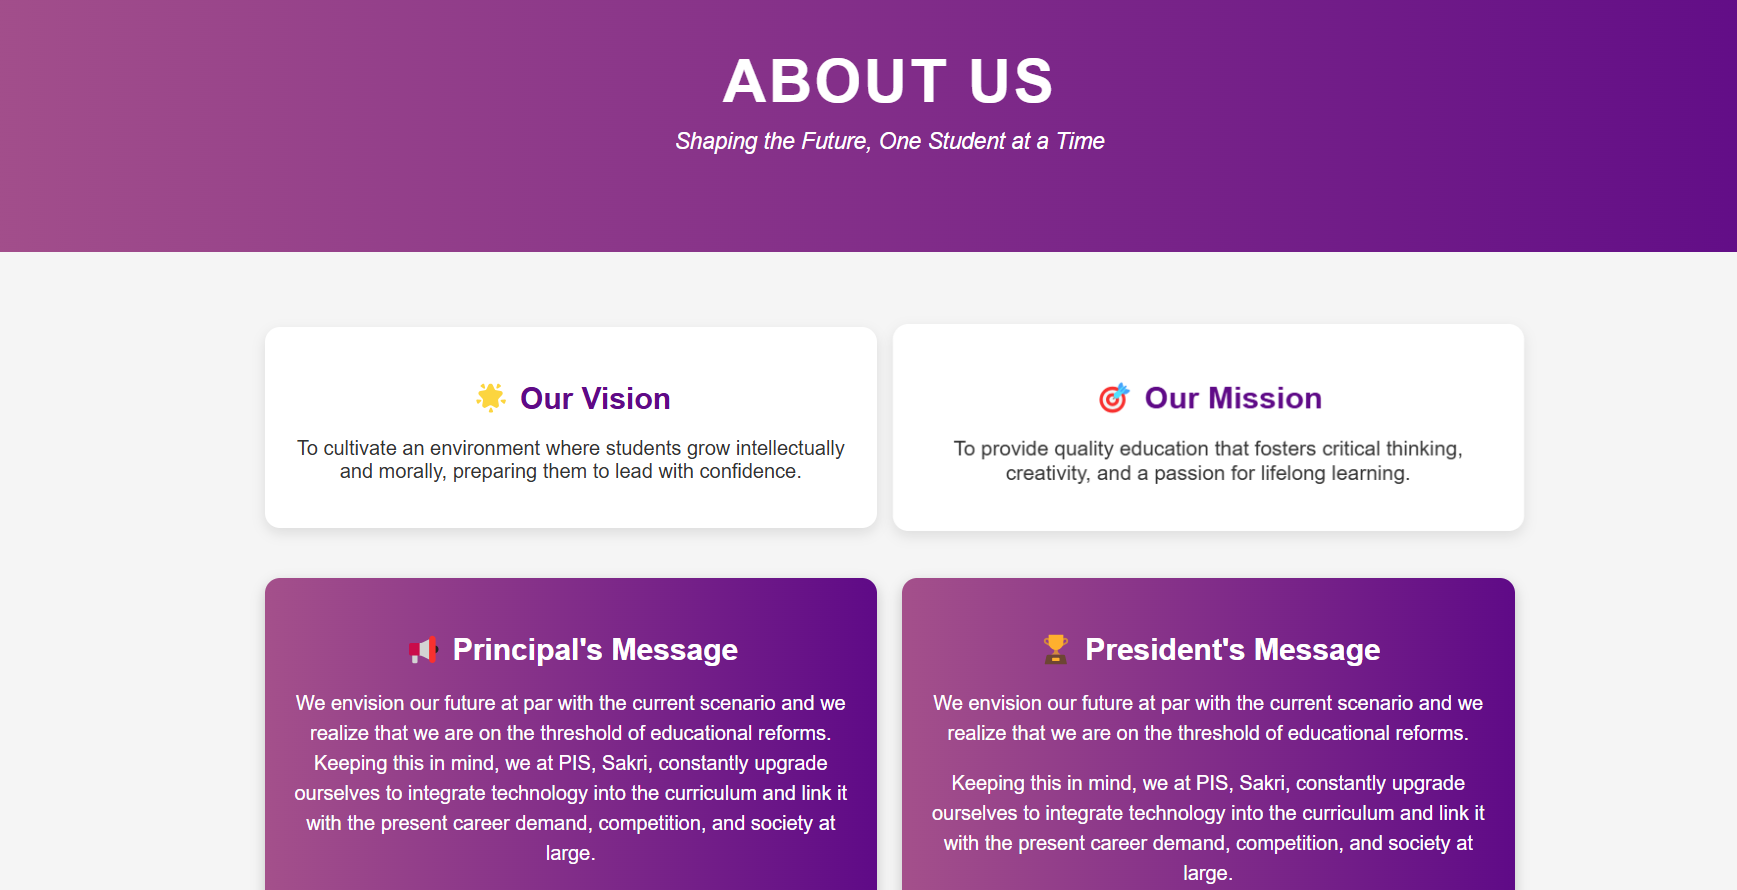 ABOUT US
Shaping the Future, One Student at a Time
Our Vision
To cultivate an environment where students grow intellectually
and morally, preparing them to lead with confidence.
Our Mission
To provide quality education that fosters critical thinking,
creativity, and a passion for lifelong learning.
Principal's Message
We envision our future at par with the current scenario and we
realize that we are on the threshold of educational reforms.
Keeping this in mind, we at PIS, Sakri, constantly upgrade
ourselves to integrate technology into the curriculum and link it
with the present career demand, competition, and society at
large.
President's Message
We envision our future at par with the current scenario and we
realize that we are on the threshold of educational reforms.
Keeping this in mind, we at PIS, Sakri, constantly upgrade
ourselves to integrate technology into the curriculum and link it
with the present career demand, competition, and society at
large.